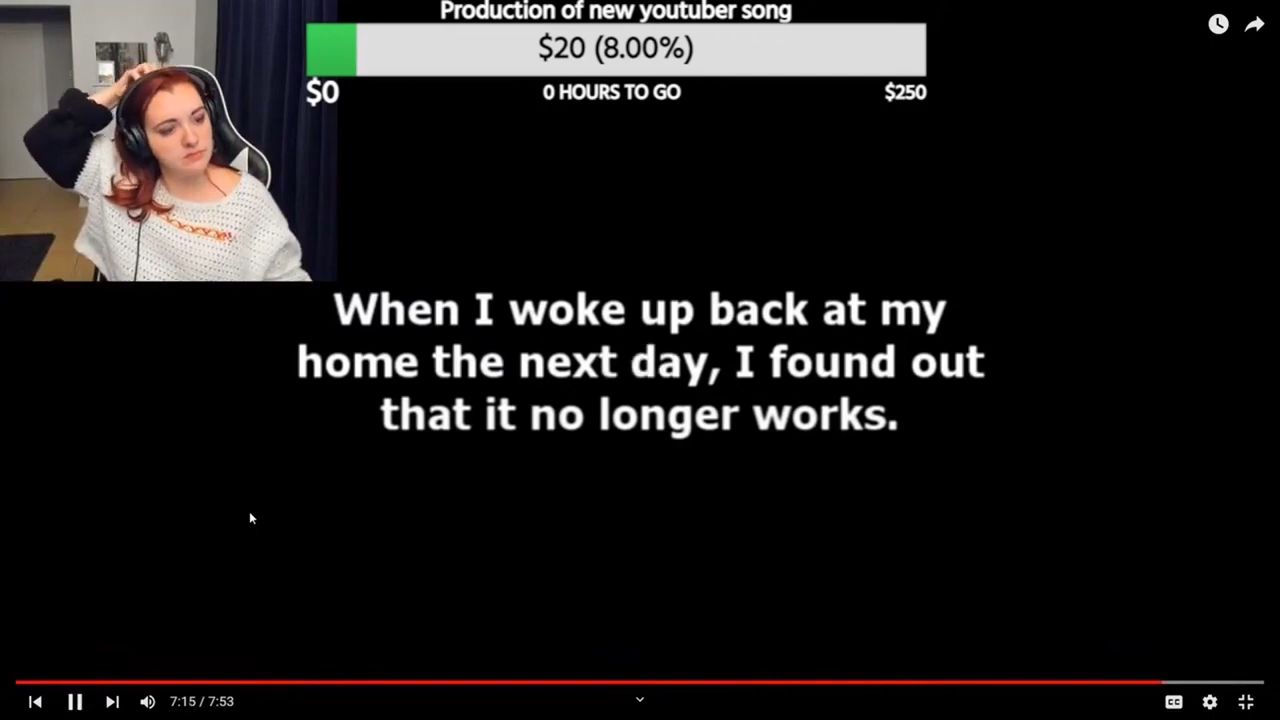 Production of new youtuber song
$20 (8.00%)
$0
0 HOURS TO GO
$250
When I woke up back at my
home the next day, I found out
that it no longer works.
7:15 / 7:53
CC